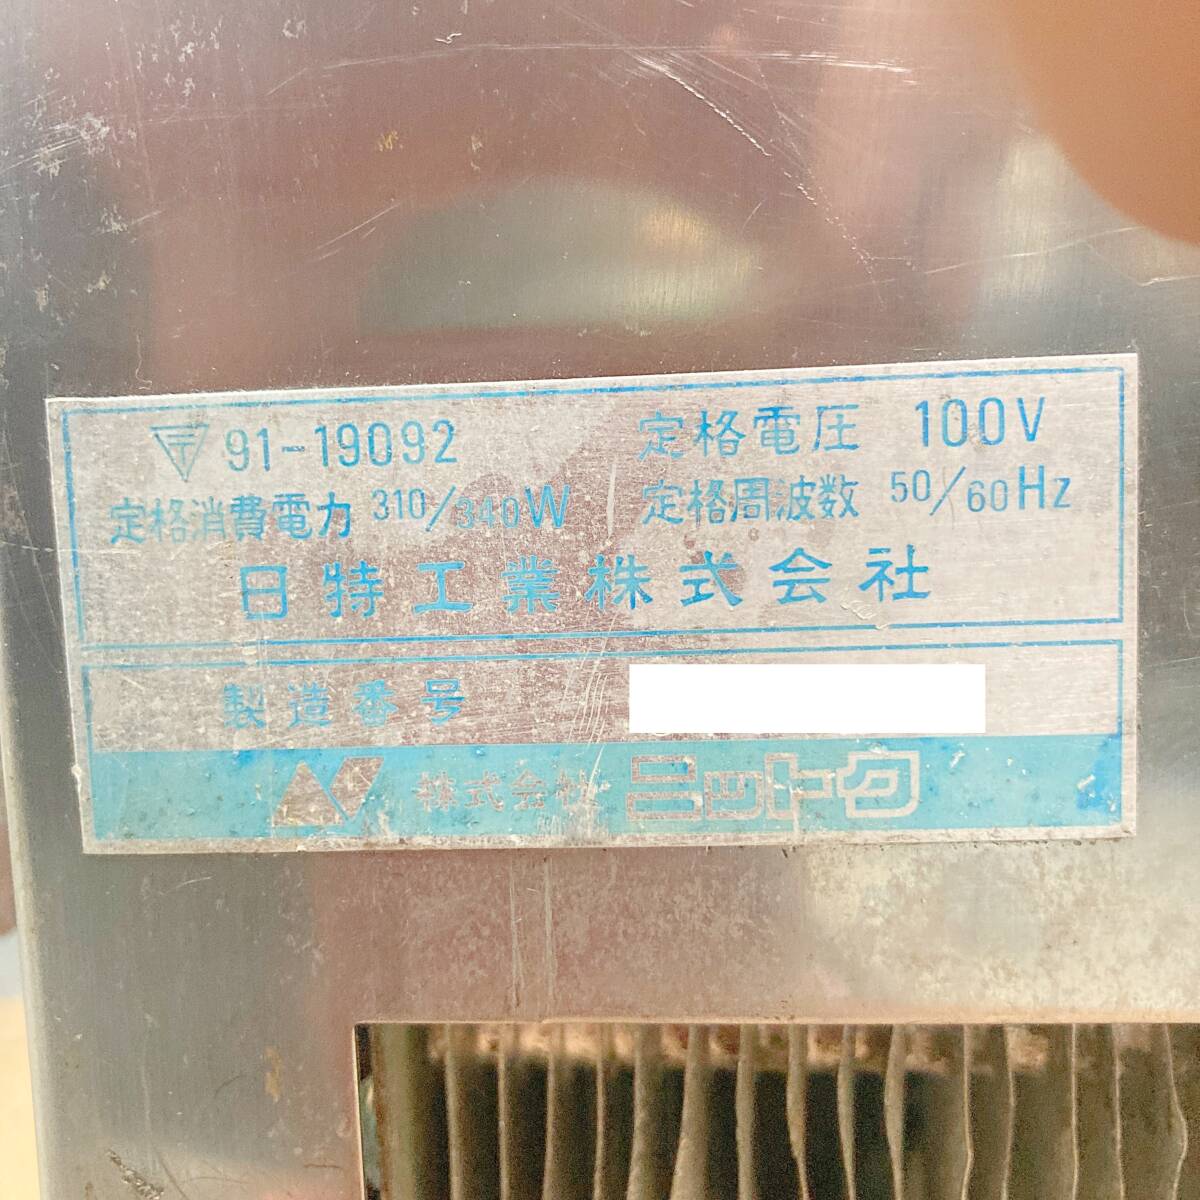 〒 91-19092 定格電圧 100V
定格消費電力 310/340W 定格周波数 50/60Hz
日特工業株式会社
製造番号
株式会社 ニットク